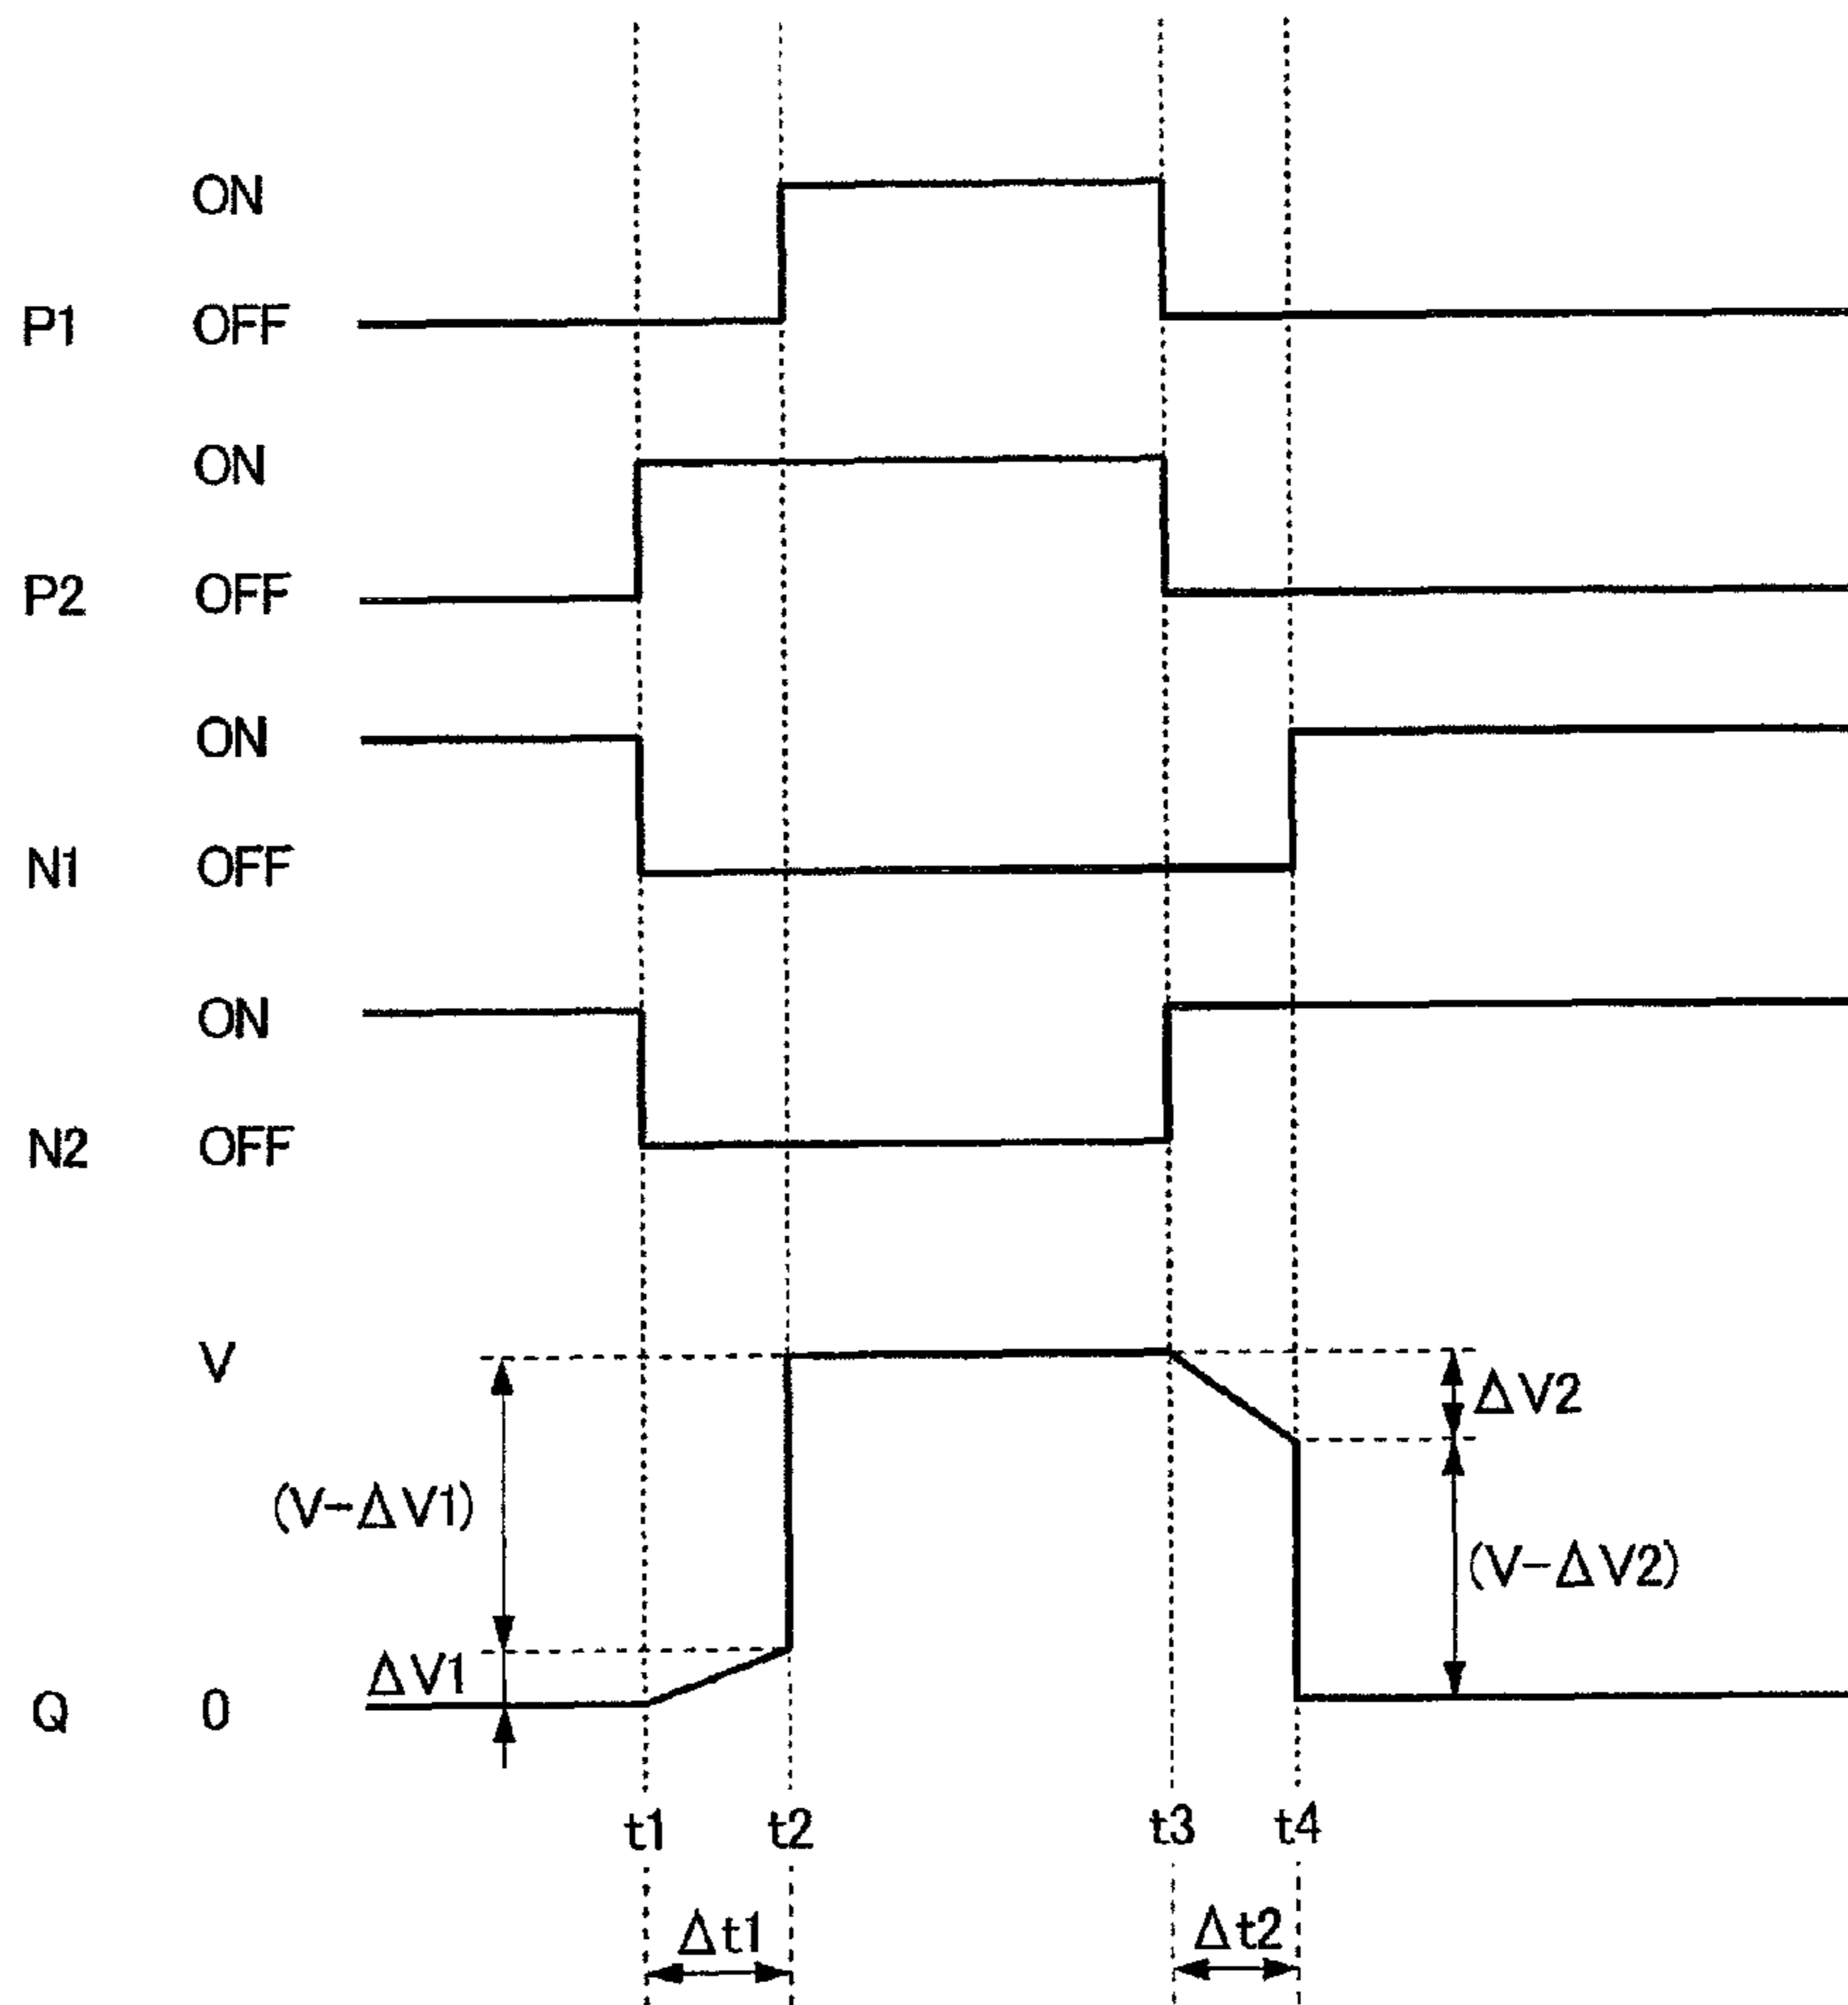 ON
P1 OFF
ON
P2 OFF
ON
N1 OFF
ON
N2 OFF
V
ΔV2
(V-ΔV1)
(V-ΔV2)
ΔV1
Q 0
t1 t2 t3 t4
Δt1 Δt2